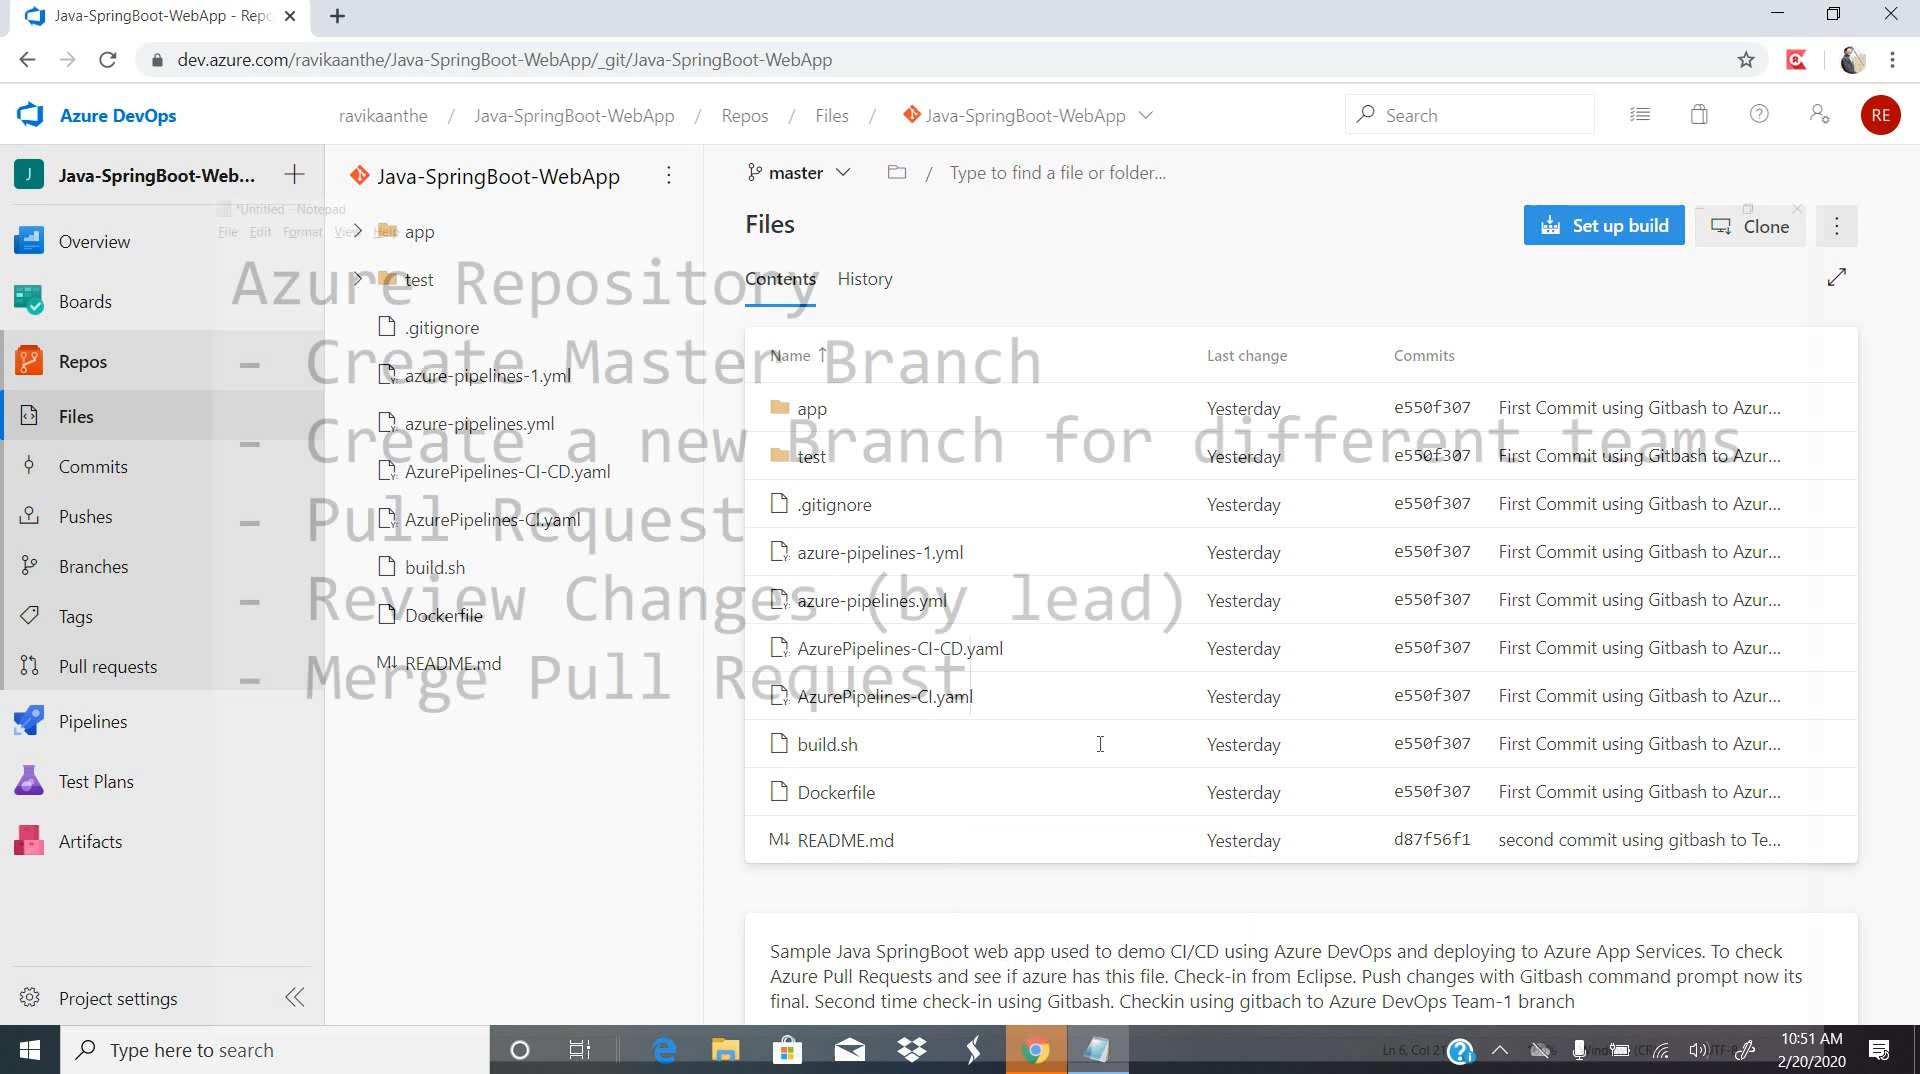 Java-SpringBoot-WebApp - Repo
dev.azure.com/ravikaanthe/Java-SpringBoot-WebApp/_git/Java-SpringBoot-WebApp
Azure DevOps
ravikaanthe / Java-SpringBoot-WebApp / Repos / Files / Java-SpringBoot-WebApp
Search
RE
J Java-SpringBoot-Web...
Overview
Boards
Repos
Files
Commits
Pushes
Branches
Tags
Pull requests
Pipelines
Test Plans
Artifacts
Project settings
Java-SpringBoot-WebApp
app
test
.gitignore
azure-pipelines-1.yml
azure-pipelines.yml
AzurePipelines-CI-CD.yaml
AzurePipelines-CI.yaml
build.sh
Dockerfile
M↓ README.md
*Untitled - Notepad
File Edit Format View Help
Azure Repository
- Create Master Branch
- Create a new Branch for different teams
- Pull Request
- Review Changes (by lead)
- Merge Pull Request
master / Type to find a file or folder...
Files
Set up build
Clone
Contents History
Name ↑ Last change Commits
app Yesterday e550f307 First Commit using Gitbash to Azur...
test Yesterday e550f307 First Commit using Gitbash to Azur...
.gitignore Yesterday e550f307 First Commit using Gitbash to Azur...
azure-pipelines-1.yml Yesterday e550f307 First Commit using Gitbash to Azur...
azure-pipelines.yml Yesterday e550f307 First Commit using Gitbash to Azur...
AzurePipelines-CI-CD.yaml Yesterday e550f307 First Commit using Gitbash to Azur...
AzurePipelines-CI.yaml Yesterday e550f307 First Commit using Gitbash to Azur...
build.sh Yesterday e550f307 First Commit using Gitbash to Azur...
Dockerfile Yesterday e550f307 First Commit using Gitbash to Azur...
M↓ README.md Yesterday d87f56f1 second commit using gitbash to Te...
Sample Java SpringBoot web app used to demo CI/CD using Azure DevOps and deploying to Azure App Services. To check
Azure Pull Requests and see if azure has this file. Check-in from Eclipse. Push changes with Gitbash command prompt now its
final. Second time check-in using Gitbash. Checkin using gitbach to Azure DevOps Team-1 branch
Type here to search
10:51 AM
2/20/2020